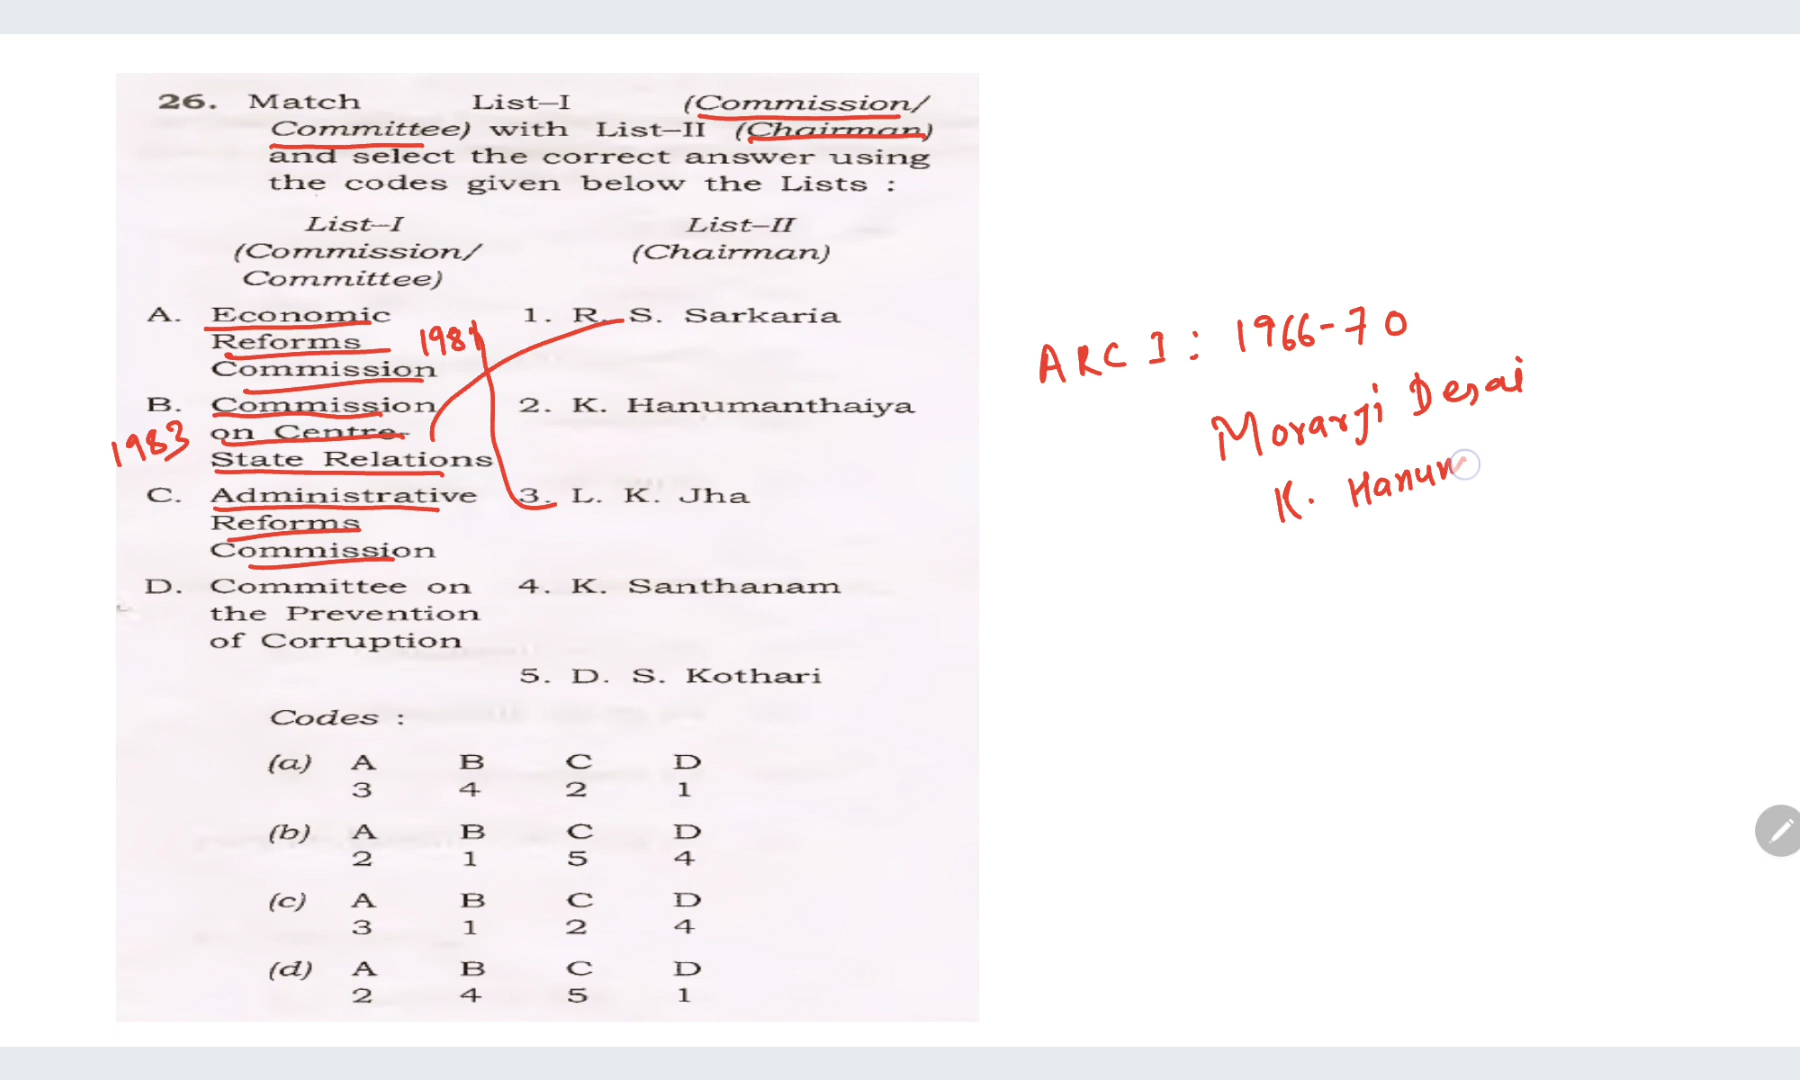 26. Match List–I (Commission/
Committee) with List–II (Chairman)
and select the correct answer using
the codes given below the Lists :
List–I
(Commission/
Committee)
List–II
(Chairman)
A. Economic
Reforms
Commission
1981
1. R. S. Sarkaria
B. Commission
on Centre-
State Relations
1983
2. K. Hanumanthaiya
C. Administrative
Reforms
Commission
3. L. K. Jha
D. Committee on
the Prevention
of Corruption
4. K. Santhanam
5. D. S. Kothari
Codes :
(a) A B C D
3 4 2 1
(b) A B C D
2 1 5 4
(c) A B C D
3 1 2 4
(d) A B C D
2 4 5 1
ARC I : 1966-70
Morarji Desai
K. Hanum